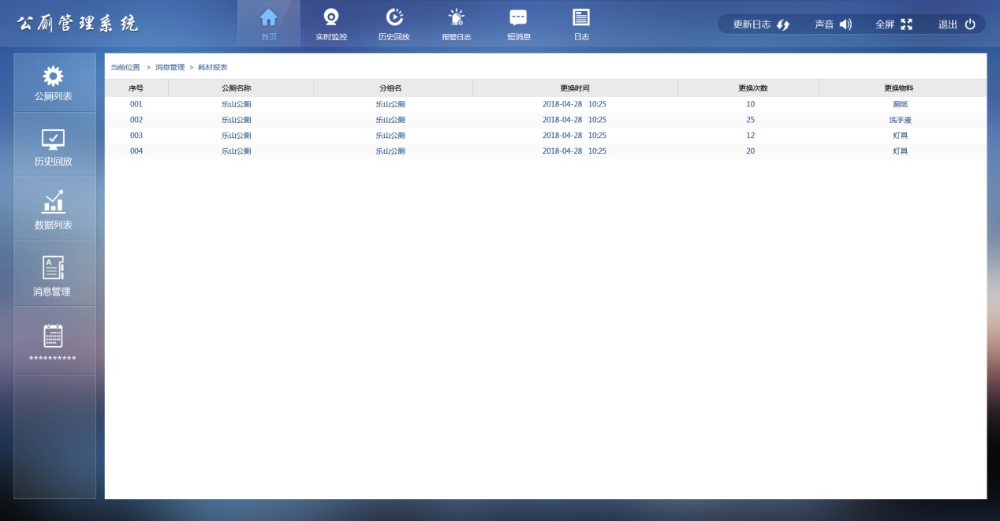 公厕管理系统
首页 实时监控 历史回放 报警日志 短消息 日志
更新日志 声音 全屏 退出
公厕列表
历史回放
数据列表
A
消息管理
**********
当前位置 > 消息管理 > 耗材报表
序号 公厕名称 分组名 更换时间 更换次数 更换物料
001 乐山公厕 乐山公厕 2018-04-28 10:25 10 厕纸
002 乐山公厕 乐山公厕 2018-04-28 10:25 25 洗手液
003 乐山公厕 乐山公厕 2018-04-28 10:25 12 灯具
004 乐山公厕 乐山公厕 2018-04-28 10:25 20 灯具